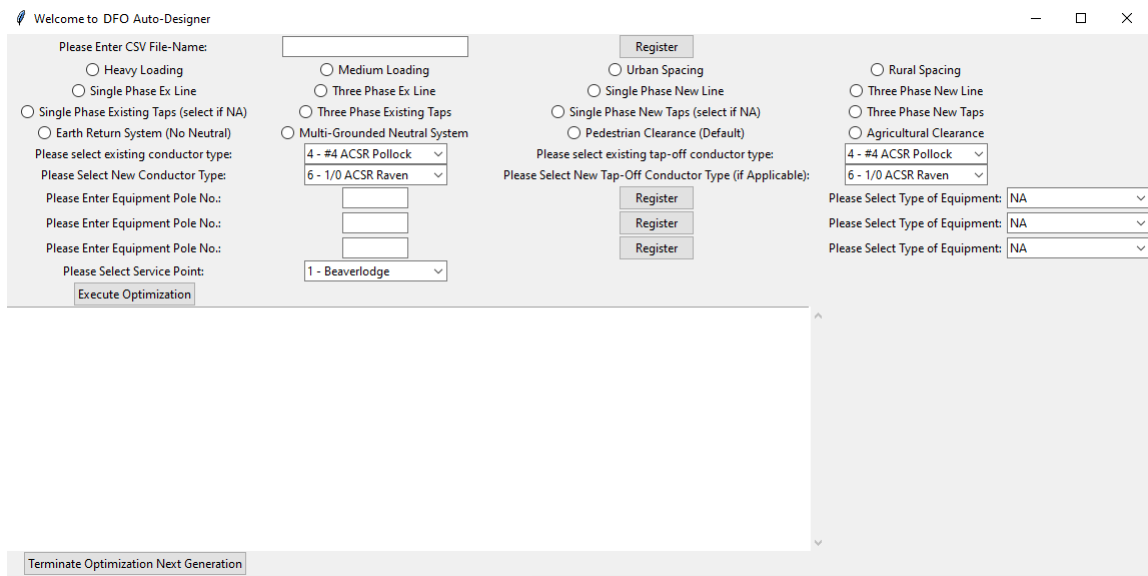 Welcome to DFO Auto-Designer
Please Enter CSV File-Name: Register
Heavy Loading Medium Loading Urban Spacing Rural Spacing
Single Phase Ex Line Three Phase Ex Line Single Phase New Line Three Phase New Line
Single Phase Existing Taps (select if NA) Three Phase Existing Taps Single Phase New Taps (select if NA) Three Phase New Taps
Earth Return System (No Neutral) Multi-Grounded Neutral System Pedestrian Clearance (Default) Agricultural Clearance
Please select existing conductor type: 4 - #4 ACSR Pollock Please select existing tap-off conductor type: 4 - #4 ACSR Pollock
Please Select New Conductor Type: 6 - 1/0 ACSR Raven Please Select New Tap-Off Conductor Type (if Applicable): 6 - 1/0 ACSR Raven
Please Enter Equipment Pole No.: Register Please Select Type of Equipment: NA
Please Enter Equipment Pole No.: Register Please Select Type of Equipment: NA
Please Enter Equipment Pole No.: Register Please Select Type of Equipment: NA
Please Select Service Point: 1 - Beaverlodge
Execute Optimization
Terminate Optimization Next Generation